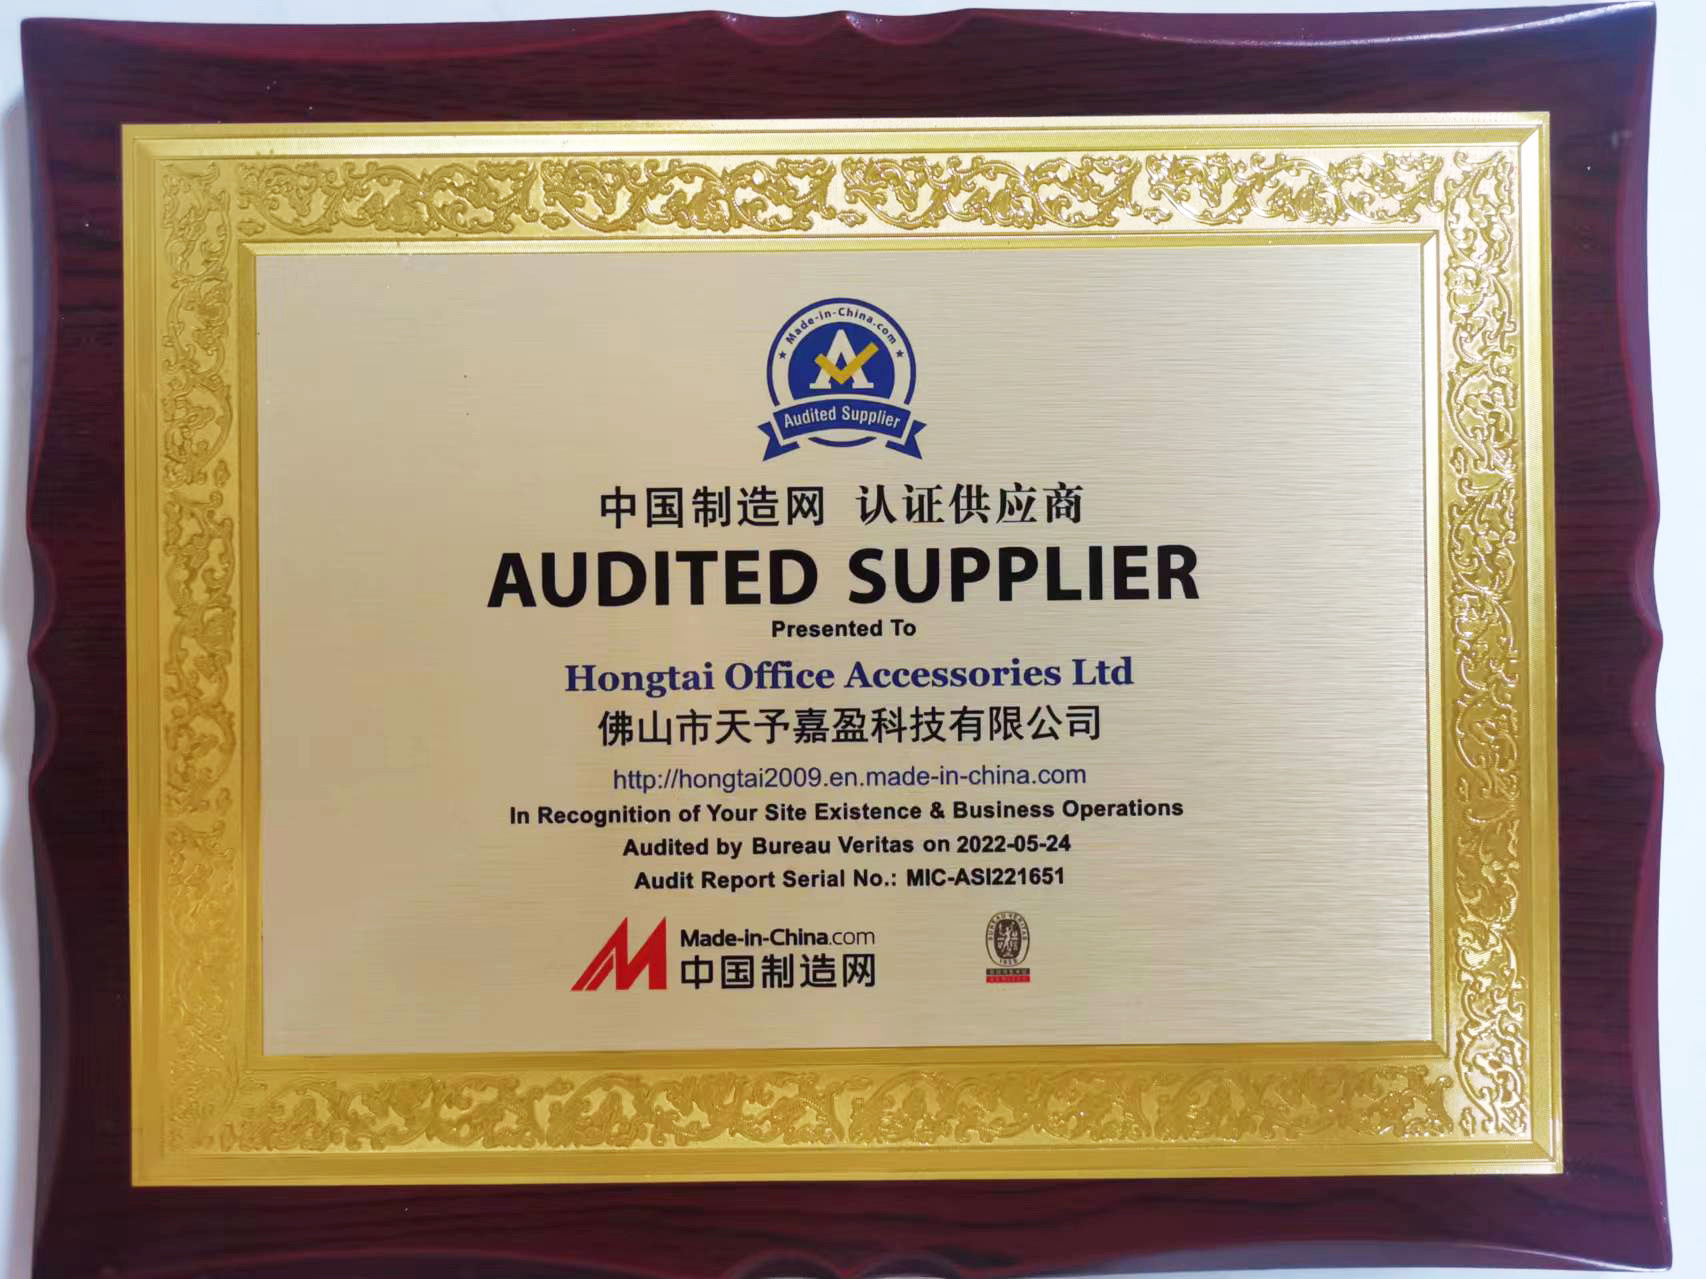 Made-in-China.com
A
Audited Supplier
中国制造网 认证供应商
AUDITED SUPPLIER
Presented To
Hongtai Office Accessories Ltd
佛山市天予嘉盈科技有限公司
http://hongtai2009.en.made-in-china.com
In Recognition of Your Site Existence & Business Operations
Audited by Bureau Veritas on 2022-05-24
Audit Report Serial No.: MIC-ASI221651
Made-in-China.com
中国制造网
BUREAU VERITAS
1828